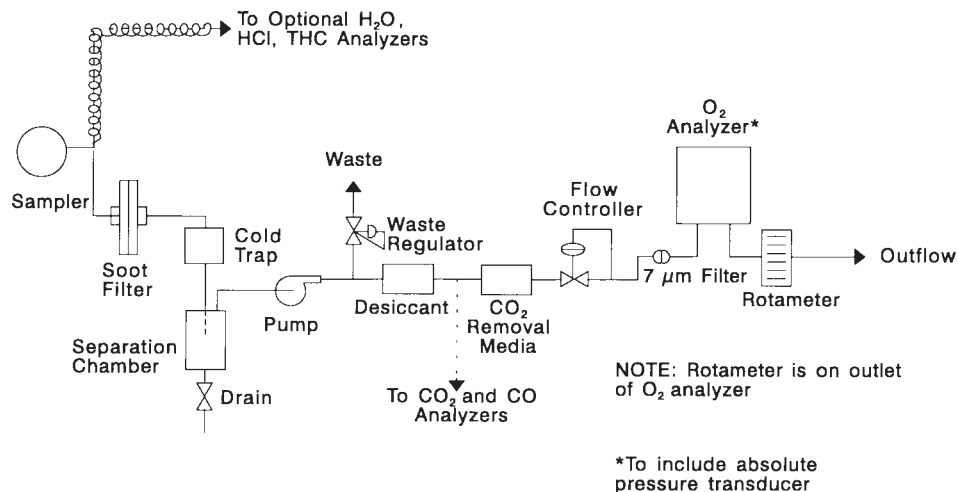 To Optional H₂O,
HCl, THC Analyzers
O₂
Analyzer*
Waste
Flow
Controller
Sampler
Waste
Regulator
Cold
Trap
Outflow
Soot
Filter
7 μm Filter
Rotameter
Desiccant
Pump
CO₂
Removal
Media
Separation
Chamber
Drain
To CO₂ and CO
Analyzers
NOTE: Rotameter is on outlet
of O₂ analyzer
*To include absolute
pressure transducer